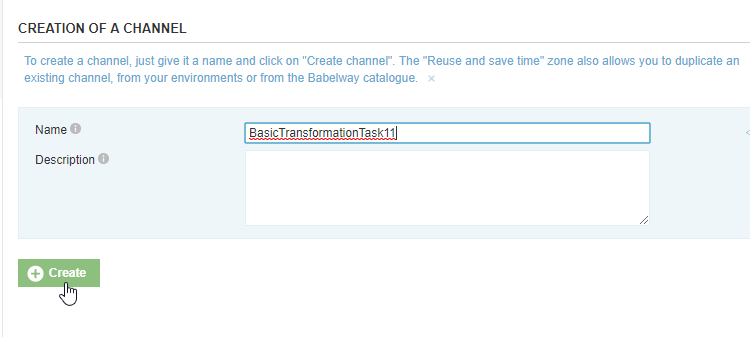 CREATION OF A CHANNEL
To create a channel, just give it a name and click on "Create channel". The "Reuse and save time" zone also allows you to duplicate an
existing channel, from your environments or from the Babelway catalogue. ×
Name
BasicTransformationTask11
Description
Create